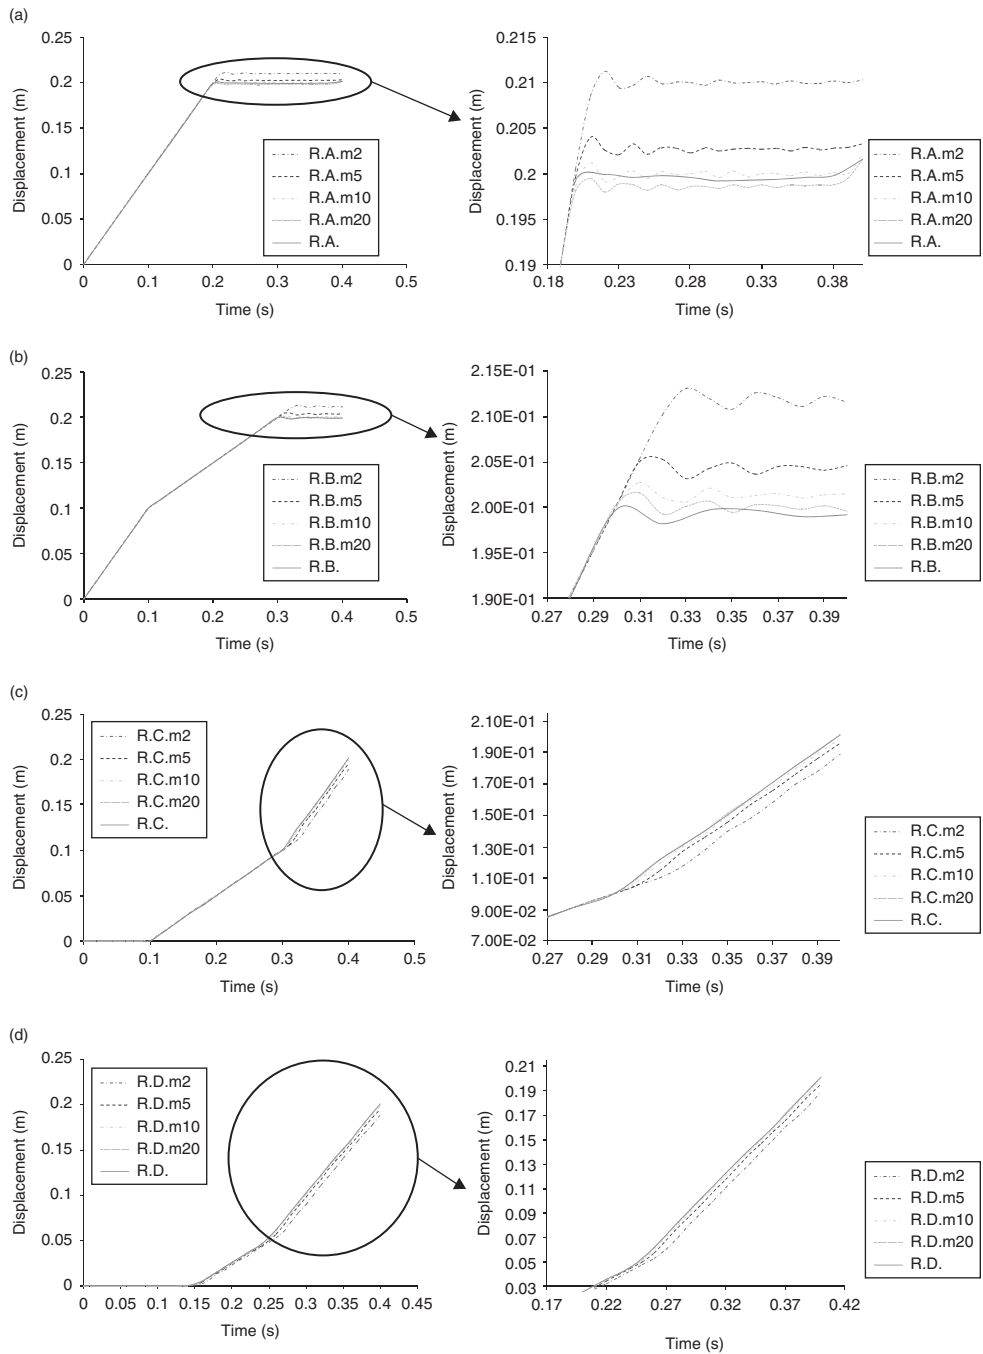 (a)
Displacement (m)
0.25
0.2
0.15
0.1
0.05
0
0
0.1
0.2
0.3
0.4
0.5
Time (s)
R.A.m2
R.A.m5
R.A.m10
R.A.m20
R.A.
Displacement (m)
0.215
0.21
0.205
0.2
0.195
0.19
0.18
0.23
0.28
0.33
0.38
Time (s)
R.A.m2
R.A.m5
R.A.m10
R.A.m20
R.A.
(b)
Displacement (m)
0.25
0.2
0.15
0.1
0.05
0
0
0.1
0.2
0.3
0.4
0.5
Time (s)
R.B.m2
R.B.m5
R.B.m10
R.B.m20
R.B.
Displacement (m)
2.15E-01
2.10E-01
2.05E-01
2.00E-01
1.95E-01
1.90E-01
0.27
0.29
0.31
0.33
0.35
0.37
0.39
Time (s)
R.B.m2
R.B.m5
R.B.m10
R.B.m20
R.B.
(c)
Displacement (m)
0.25
0.2
0.15
0.1
0.05
0
0
0.1
0.2
0.3
0.4
0.5
Time (s)
R.C.m2
R.C.m5
R.C.m10
R.C.m20
R.C.
Displacement (m)
2.10E-01
1.90E-01
1.70E-01
1.50E-01
1.30E-01
1.10E-01
9.00E-02
7.00E-02
0.27
0.29
0.31
0.33
0.35
0.37
0.39
Time (s)
R.C.m2
R.C.m5
R.C.m10
R.C.m20
R.C.
(d)
Displacement (m)
0.25
0.2
0.15
0.1
0.05
0
0
0.05
0.1
0.15
0.2
0.25
0.3
0.35
0.4
0.45
Time (s)
R.D.m2
R.D.m5
R.D.m10
R.D.m20
R.D.
Displacement (m)
0.21
0.19
0.17
0.15
0.13
0.11
0.09
0.07
0.05
0.03
0.17
0.22
0.27
0.32
0.37
0.42
Time (s)
R.D.m2
R.D.m5
R.D.m10
R.D.m20
R.D.